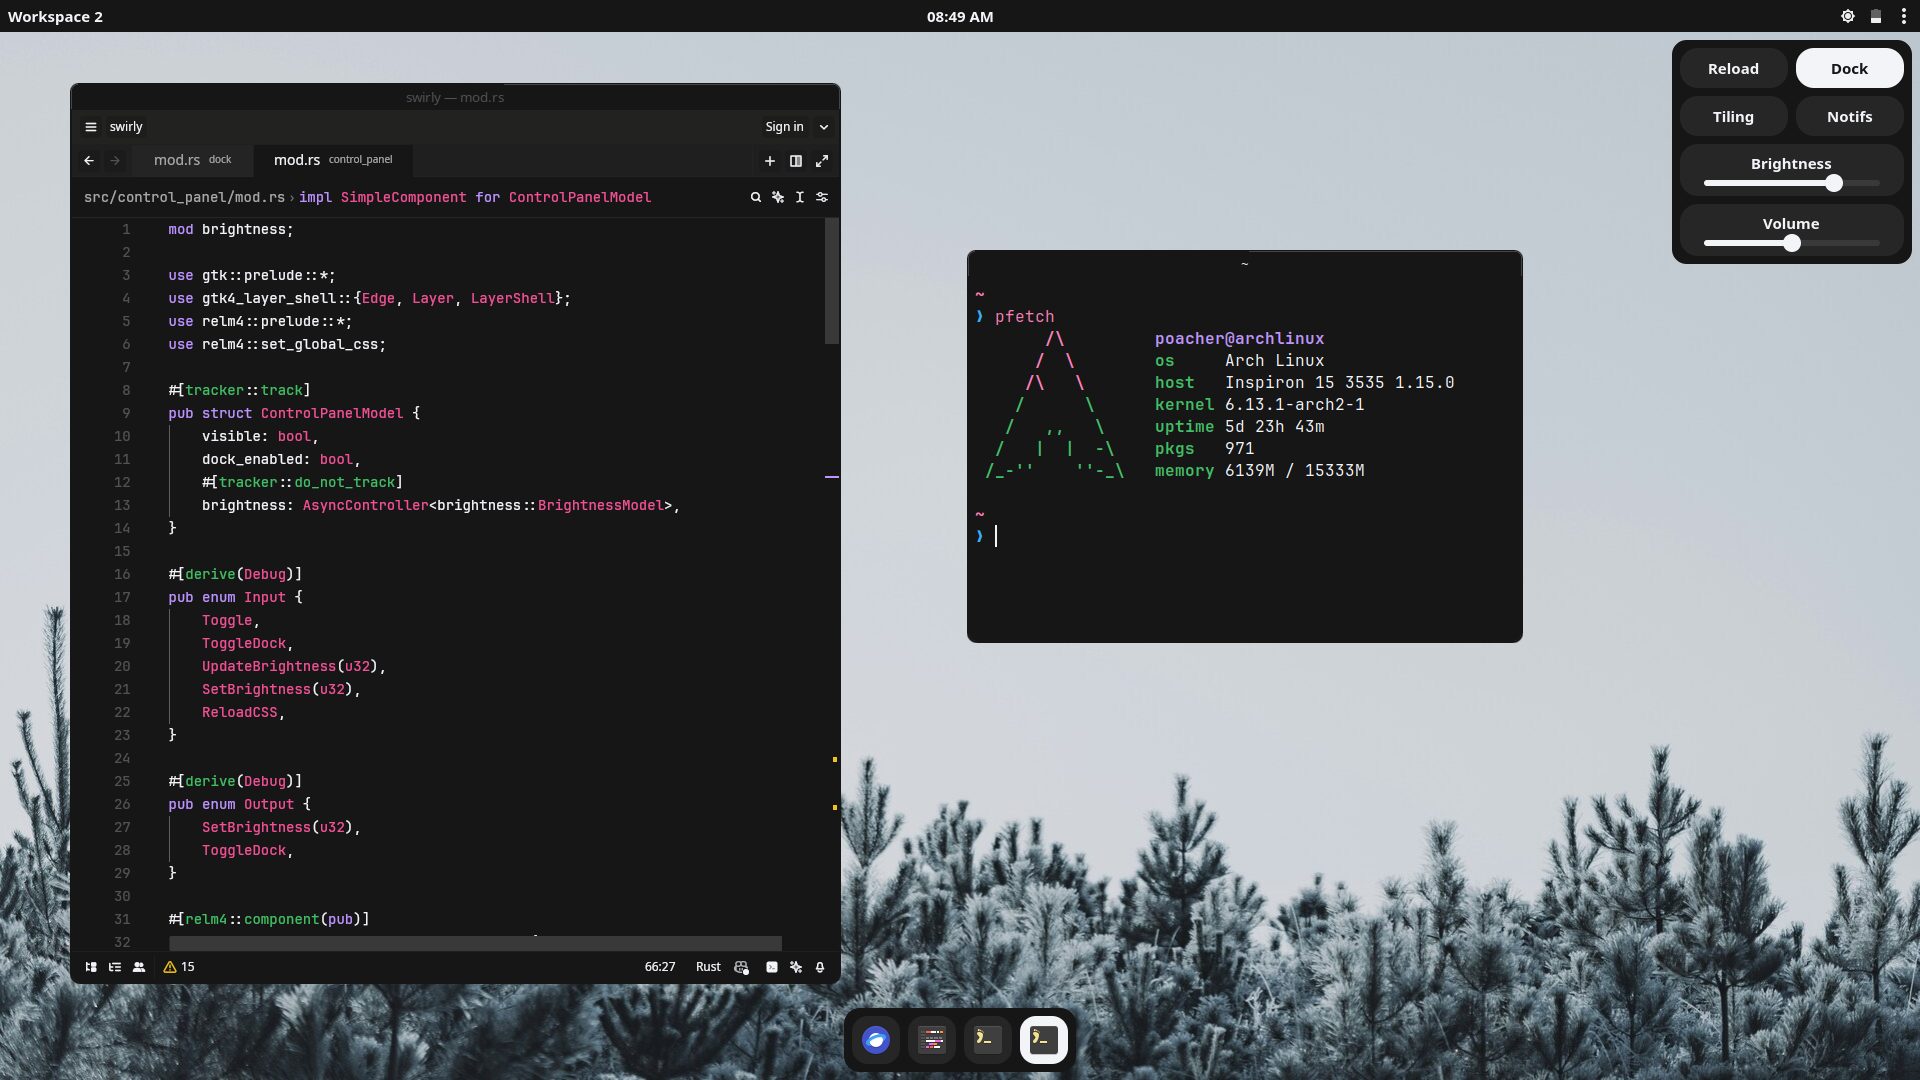 Workspace 2
08:49 AM
Reload
Dock
Tiling
Notifs
Brightness
Volume
swirly — mod.rs
swirly
Sign in
mod.rs dock
mod.rs control_panel
src/control_panel/mod.rs › impl SimpleComponent for ControlPanelModel
1 mod brightness;
2
3 use gtk::prelude::*;
4 use gtk4_layer_shell::{Edge, Layer, LayerShell};
5 use relm4::prelude::*;
6 use relm4::set_global_css;
7
8 #[tracker::track]
9 pub struct ControlPanelModel {
10 visible: bool,
11 dock_enabled: bool,
12 #[tracker::do_not_track]
13 brightness: AsyncController<brightness::BrightnessModel>,
14 }
15
16 #[derive(Debug)]
17 pub enum Input {
18 Toggle,
19 ToggleDock,
20 UpdateBrightness(u32),
21 SetBrightness(u32),
22 ReloadCSS,
23 }
24
25 #[derive(Debug)]
26 pub enum Output {
27 SetBrightness(u32),
28 ToggleDock,
29 }
30
31 #[relm4::component(pub)]
32
15
66:27
Rust
~
~
❯ pfetch
/\ poacher@archlinux
/ \ os Arch Linux
/\ \ host Inspiron 15 3535 1.15.0
/ \ kernel 6.13.1-arch2-1
/ ,, \ uptime 5d 23h 43m
/ | | -\ pkgs 971
/_-'' ''-_\ memory 6139M / 15333M
~
❯